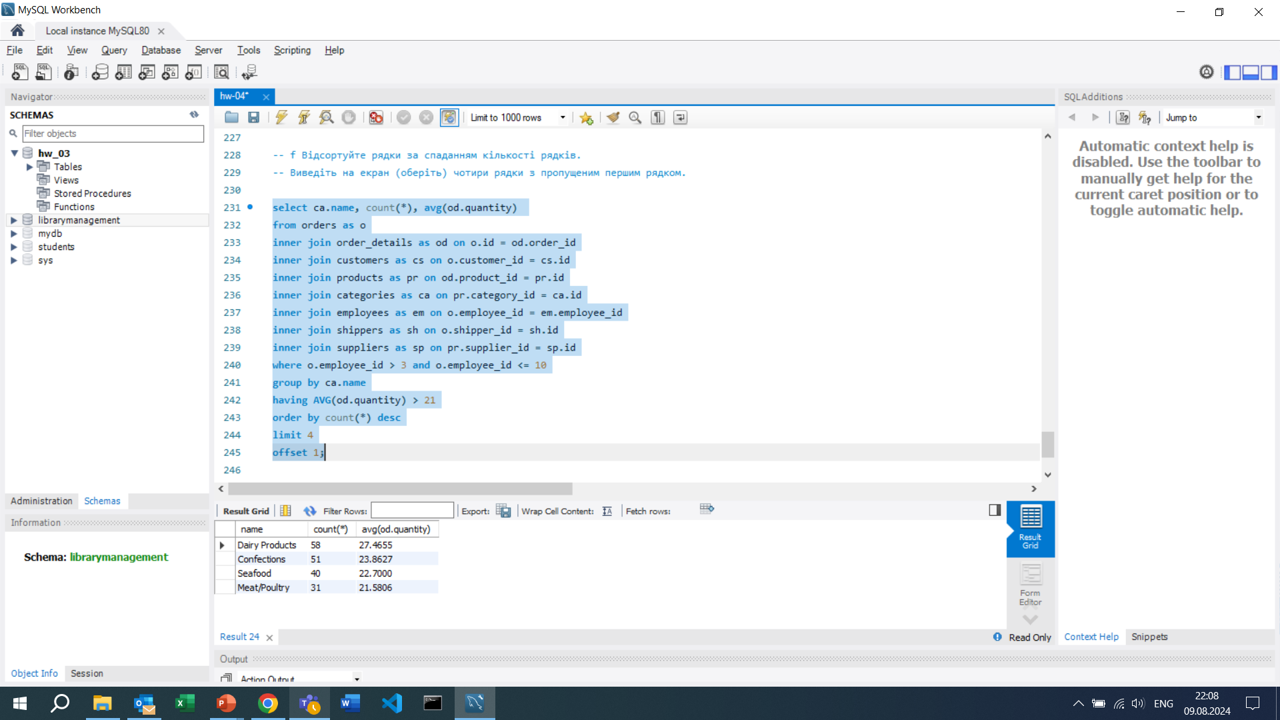 MySQL Workbench
Local instance MySQL80
File Edit View Query Database Server Tools Scripting Help
Navigator
SCHEMAS
Filter objects
hw_03
Tables
Views
Stored Procedures
Functions
librarymanagement
mydb
students
sys
Administration Schemas
Information
Schema: librarymanagement
Object Info Session
hw-04*
Limit to 1000 rows
227
228 -- f Відсортуйте рядки за спаданням кількості рядків.
229 -- Виведіть на екран (оберіть) чотири рядки з пропущеним першим рядком.
230
231 select ca.name, count(*), avg(od.quantity)
232 from orders as o
233 inner join order_details as od on o.id = od.order_id
234 inner join customers as cs on o.customer_id = cs.id
235 inner join products as pr on od.product_id = pr.id
236 inner join categories as ca on pr.category_id = ca.id
237 inner join employees as em on o.employee_id = em.employee_id
238 inner join shippers as sh on o.shipper_id = sh.id
239 inner join suppliers as sp on pr.supplier_id = sp.id
240 where o.employee_id > 3 and o.employee_id <= 10
241 group by ca.name
242 having AVG(od.quantity) > 21
243 order by count(*) desc
244 limit 4
245 offset 1;
246
Result Grid Filter Rows: Export: Wrap Cell Content: Fetch rows:
name count(*) avg(od.quantity)
Dairy Products 58 27.4655
Confections 51 23.8627
Seafood 40 22.7000
Meat/Poultry 31 21.5806
Result Grid
Form Editor
Result 24
Read Only
Output
Action Output
SQLAdditions
Jump to
Automatic context help is
disabled. Use the toolbar to
manually get help for the
current caret position or to
toggle automatic help.
Context Help Snippets
ENG
22:08
09.08.2024